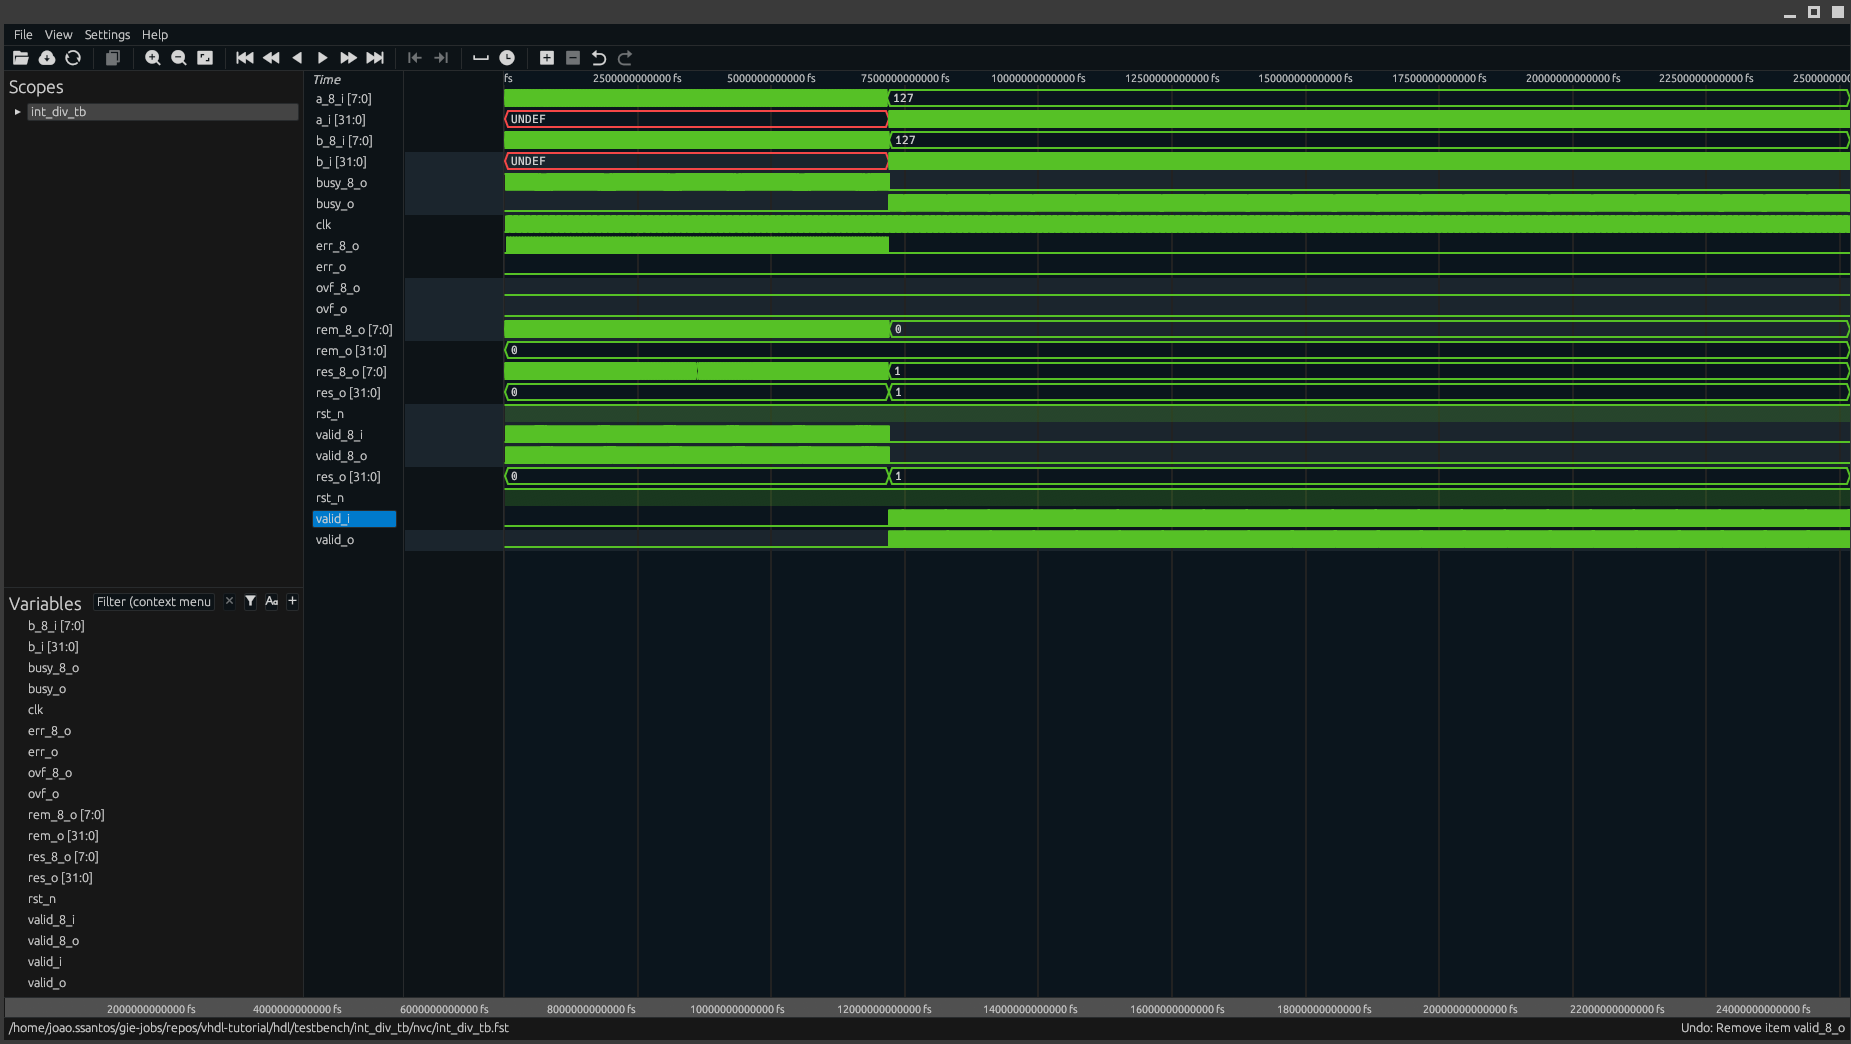 File View Settings Help
Scopes
int_div_tb
Time
fs 2500000000000 fs 5000000000000 fs 7500000000000 fs 10000000000000 fs 12500000000000 fs 15000000000000 fs 17500000000000 fs 20000000000000 fs 22500000000000 fs
a_8_i [7:0] 127
a_i [31:0] UNDEF
b_8_i [7:0] 127
b_i [31:0] UNDEF
busy_8_o
busy_o
clk
err_8_o
err_o
ovf_8_o
ovf_o
rem_8_o [7:0] 0
rem_o [31:0] 0
res_8_o [7:0] 1
res_o [31:0] 0 1
rst_n
valid_8_i
valid_8_o
res_o [31:0] 0 1
rst_n
valid_i
valid_o
Variables Filter (context menu × Aa +
b_8_i [7:0]
b_i [31:0]
busy_8_o
busy_o
clk
err_8_o
err_o
ovf_8_o
ovf_o
rem_8_o [7:0]
rem_o [31:0]
res_8_o [7:0]
res_o [31:0]
rst_n
valid_8_i
valid_8_o
valid_i
valid_o
2000000000000 fs 4000000000000 fs 6000000000000 fs 8000000000000 fs 10000000000000 fs 12000000000000 fs 14000000000000 fs 16000000000000 fs 18000000000000 fs 20000000000000 fs 22000000000000 fs 24000000000000 fs
/home/joao.ssantos/gie-jobs/repos/vhdl-tutorial/hdl/testbench/int_div_tb/nvc/int_div_tb.fst Undo: Remove item valid_8_o